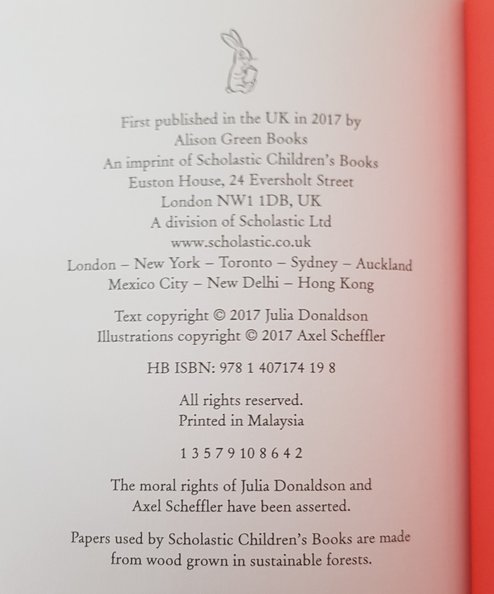 First published in the UK in 2017 by
Alison Green Books
An imprint of Scholastic Children's Books
Euston House, 24 Eversholt Street
London NW1 1DB, UK
A division of Scholastic Ltd
www.scholastic.co.uk
London – New York – Toronto – Sydney – Auckland
Mexico City – New Delhi – Hong Kong
Text copyright © 2017 Julia Donaldson
Illustrations copyright © 2017 Axel Scheffler
HB ISBN: 978 1 407174 19 8
All rights reserved.
Printed in Malaysia
1 3 5 7 9 10 8 6 4 2
The moral rights of Julia Donaldson and
Axel Scheffler have been asserted.
Papers used by Scholastic Children's Books are made
from wood grown in sustainable forests.